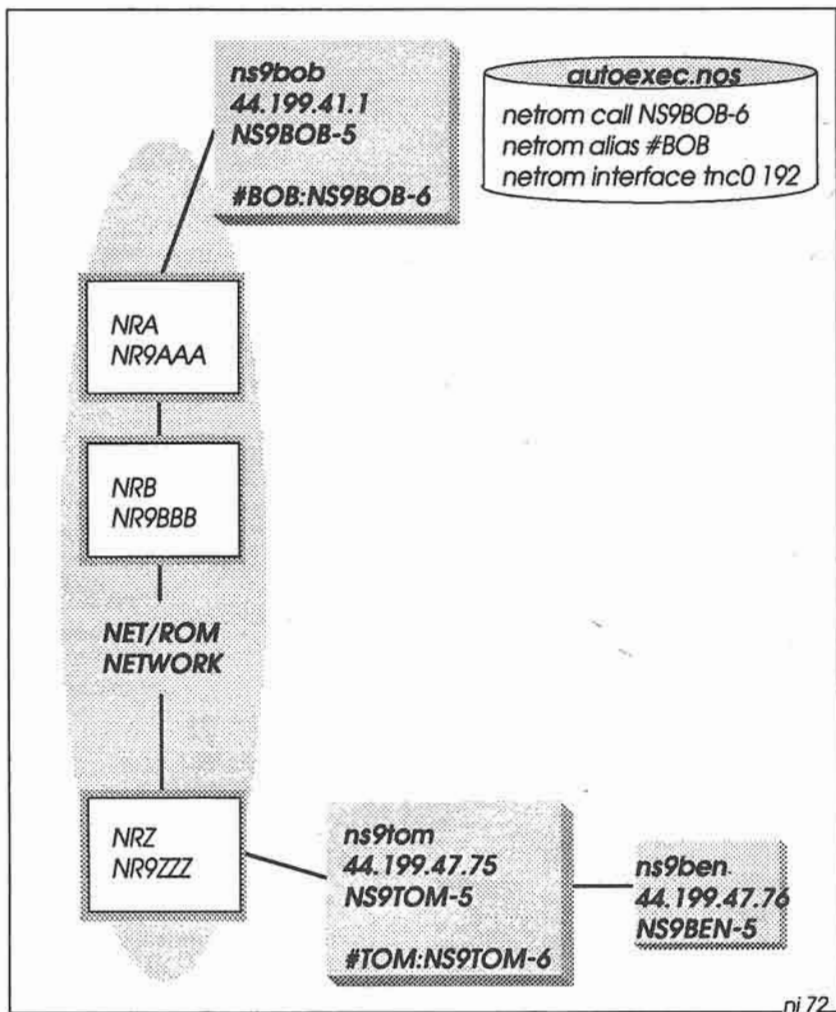 ns9bob
44.199.41.1
NS9BOB-5
#BOB:NS9BOB-6
autoexec.nos
netrom call NS9BOB-6
netrom alias #BOB
netrom interface tnc0 192
NRA
NR9AAA
NRB
NR9BBB
NET/ROM
NETWORK
NRZ
NR9ZZZ
ns9tom
44.199.47.75
NS9TOM-5
#TOM:NS9TOM-6
ns9ben
44.199.47.76
NS9BEN-5
ni 72